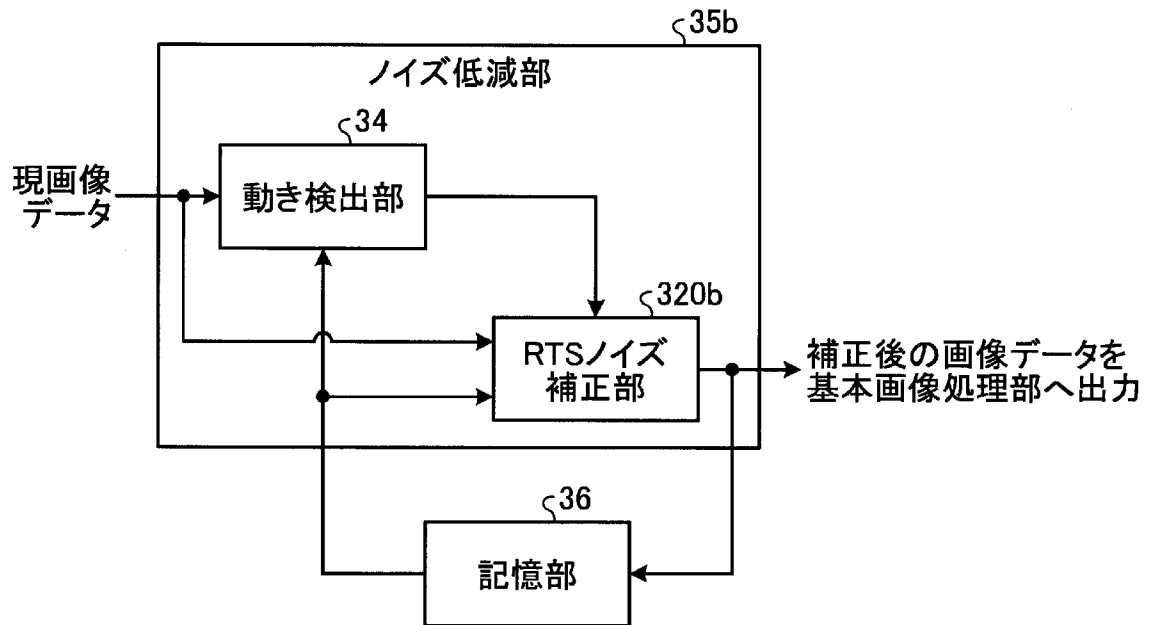 35b
ノイズ低減部
34
現画像
データ
動き検出部
320b
RTSノイズ
補正部
補正後の画像データを
基本画像処理部へ出力
36
記憶部